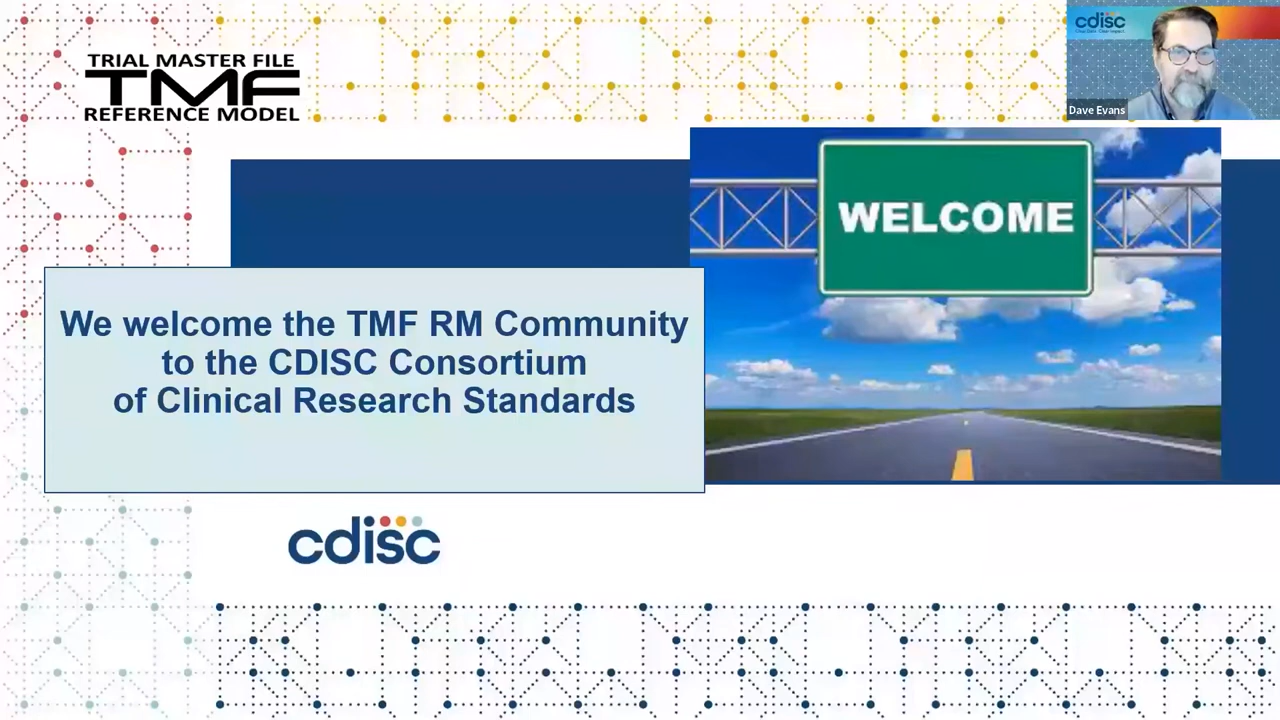 TRIAL MASTER FILE
TMF
REFERENCE MODEL
cdisc
Dave Evans
WELCOME
We welcome the TMF RM Community
to the CDISC Consortium
of Clinical Research Standards
cdisc